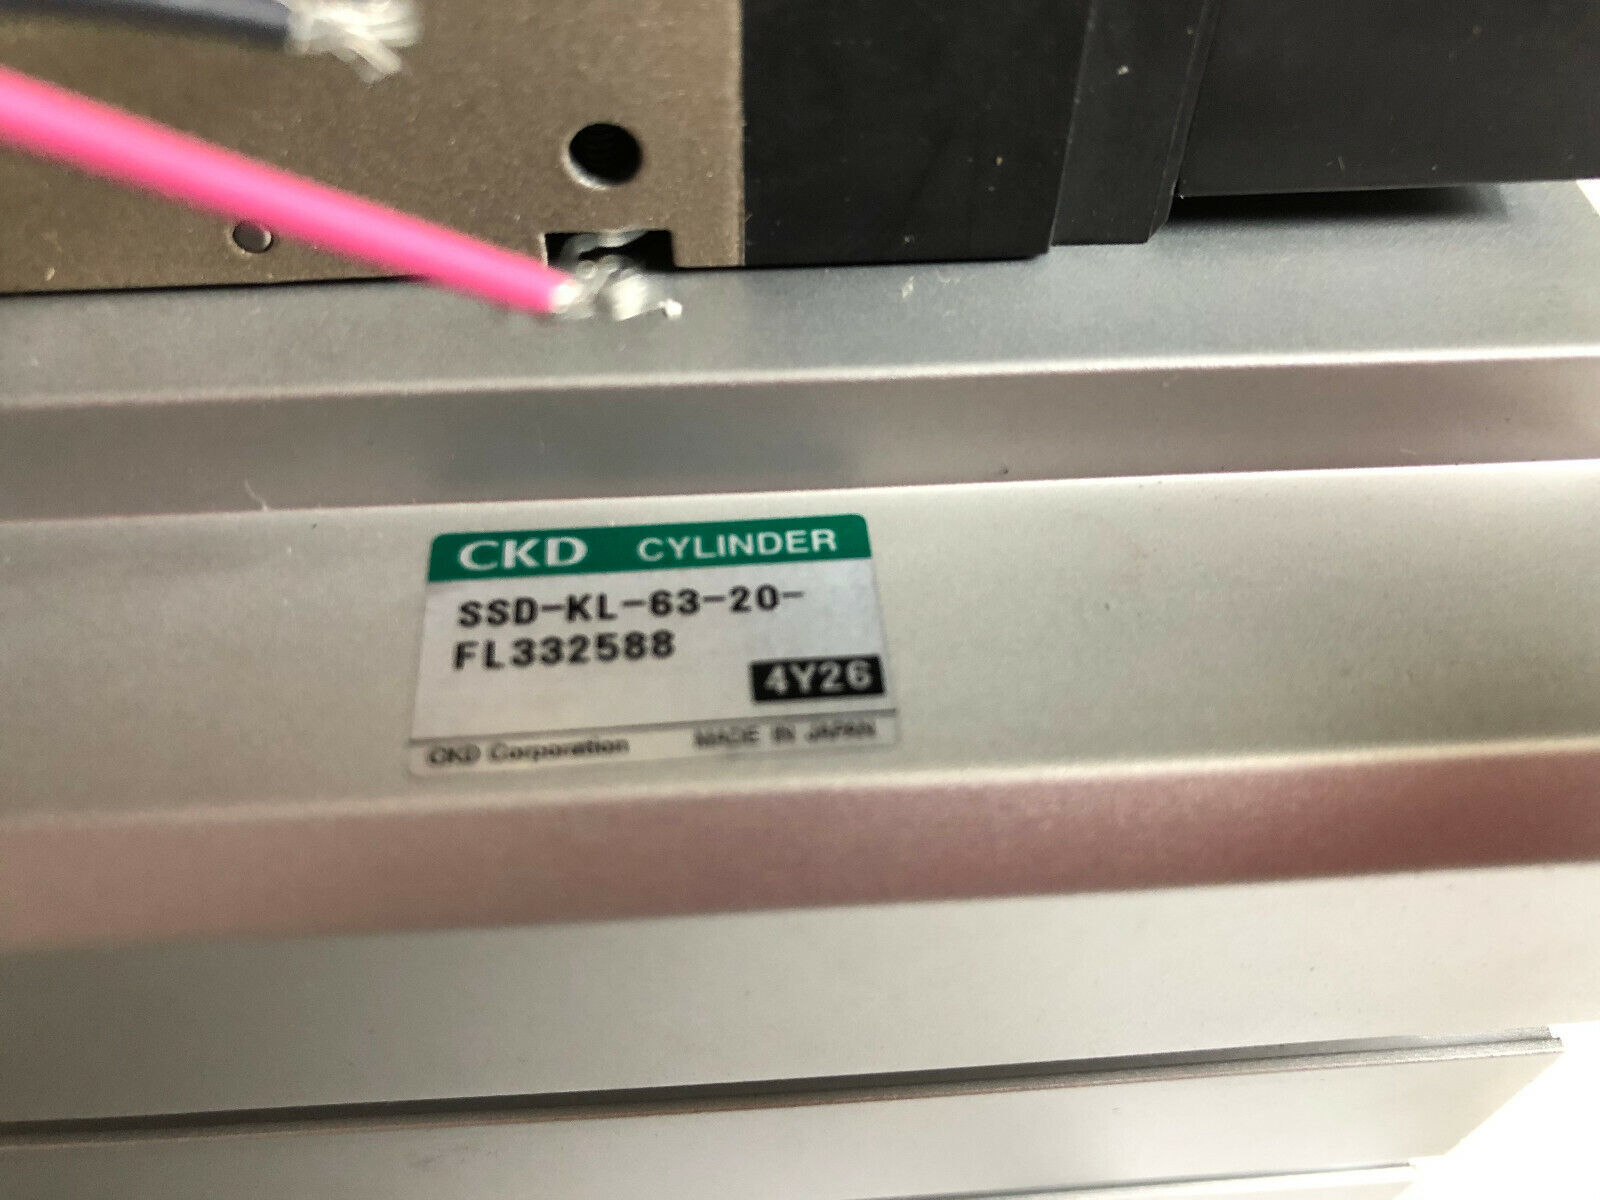 CKD CYLINDER
SSD-KL-63-20-
FL332588
4Y26
CKD Corporation MADE IN JAPAN